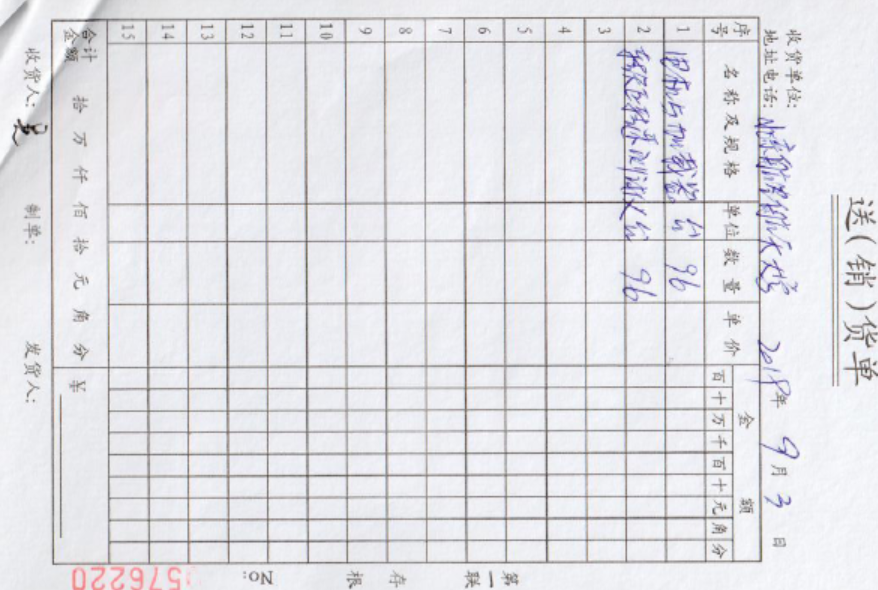 送(销)货单
收货单位:
地址电话: 2018年 9月 3日
序号 名称及规格 单位 数量 单价 金额
百 十 万 千 百 十 元 角 分
1 台 96
2 台 96
3
4
5
6
7
8
9
10
11
12
13
14
15
合计金额 拾 万 仟 佰 拾 元 角 分 ¥
收货人: 制单: 发货人:
第一联 存根 No: 0576220